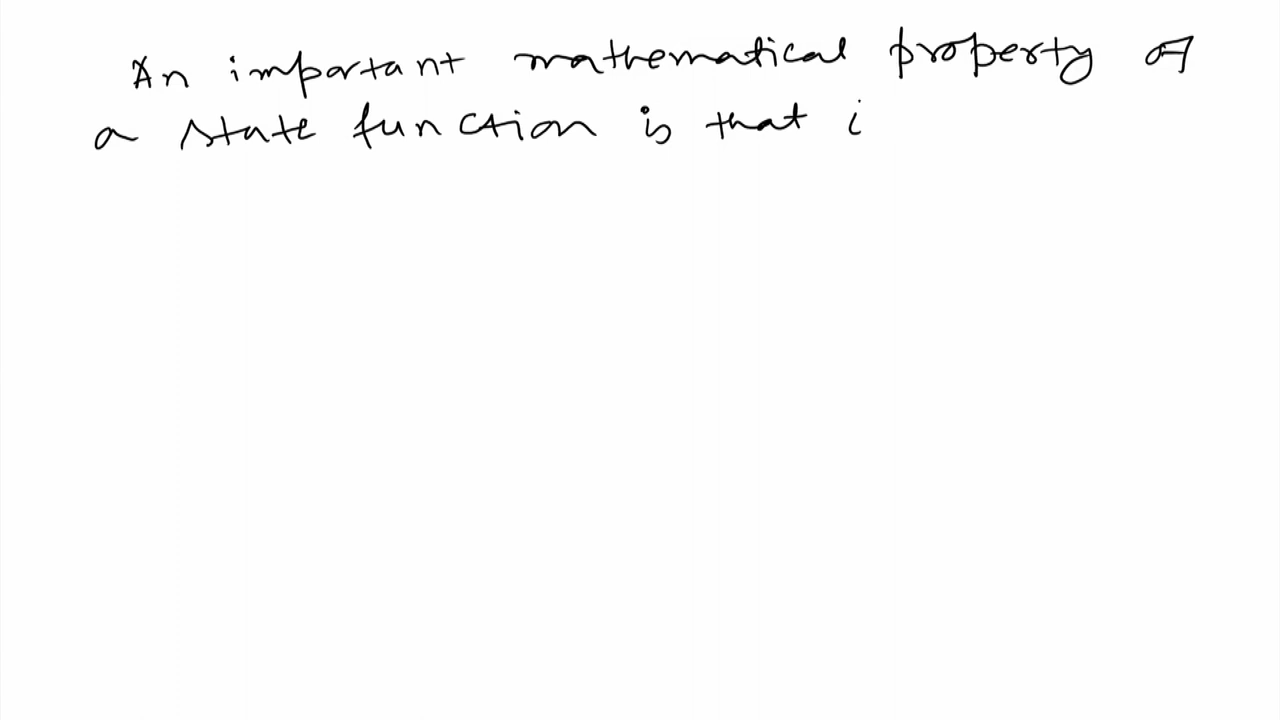 An important mathematical property of
a state function is that i